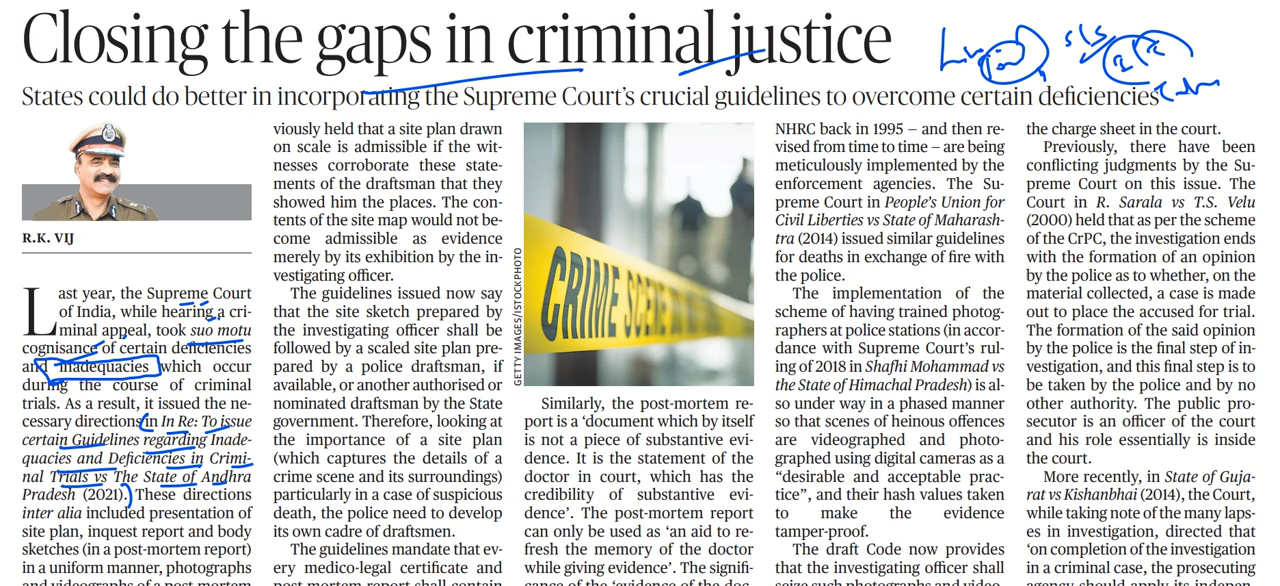 Closing the gaps in criminal justice
States could do better in incorporating the Supreme Court's crucial guidelines to overcome certain deficiencies
R.K. VIJ
Last year, the Supreme Court
of India, while hearing a cri-
minal appeal, took suo motu
cognisance of certain deficiencies
and inadequacies which occur
during the course of criminal
trials. As a result, it issued the ne-
cessary directions in In Re: To issue
certain Guidelines regarding Inade-
quacies and Deficiencies in Crimi-
nal Trials vs The State of Andhra
Pradesh (2021). These directions
inter alia included presentation of
site plan, inquest report and body
sketches (in a post-mortem report)
in a uniform manner, photographs
and videographs of a post-mortem
viously held that a site plan drawn
on scale is admissible if the wit-
nesses corroborate these state-
ments of the draftsman that they
showed him the places. The con-
tents of the site map would not be-
come admissible as evidence
merely by its exhibition by the in-
vestigating officer.
The guidelines issued now say
that the site sketch prepared by
the investigating officer shall be
followed by a scaled site plan pre-
pared by a police draftsman, if
available, or another authorised or
nominated draftsman by the State
government. Therefore, looking at
the importance of a site plan
(which captures the details of a
crime scene and its surroundings)
particularly in a case of suspicious
death, the police need to develop
its own cadre of draftsmen.
The guidelines mandate that ev-
ery medico-legal certificate and
post-mortem report shall contain
CRIME SCENE
GETTY IMAGES/ISTOCKPHOTO
Similarly, the post-mortem re-
port is a 'document which by itself
is not a piece of substantive evi-
dence. It is the statement of the
doctor in court, which has the
credibility of substantive evi-
dence'. The post-mortem report
can only be used as 'an aid to re-
fresh the memory of the doctor
while giving evidence'. The signifi-
cance of the 'evidence of the doc-
NHRC back in 1995 – and then re-
vised from time to time – are being
meticulously implemented by the
enforcement agencies. The Su-
preme Court in People's Union for
Civil Liberties vs State of Maharash-
tra (2014) issued similar guidelines
for deaths in exchange of fire with
the police.
The implementation of the
scheme of having trained photog-
raphers at police stations (in accor-
dance with Supreme Court's rul-
ing of 2018 in Shafhi Mohammad vs
the State of Himachal Pradesh) is al-
so under way in a phased manner
so that scenes of heinous offences
are videographed and photo-
graphed using digital cameras as a
"desirable and acceptable prac-
tice", and their hash values taken
to make the evidence
tamper-proof.
The draft Code now provides
that the investigating officer shall
seize such photographs and video-
the charge sheet in the court.
Previously, there have been
conflicting judgments by the Su-
preme Court on this issue. The
Court in R. Sarala vs T.S. Velu
(2000) held that as per the scheme
of the CrPC, the investigation ends
with the formation of an opinion
by the police as to whether, on the
material collected, a case is made
out to place the accused for trial.
The formation of the said opinion
by the police is the final step of in-
vestigation, and this final step is to
be taken by the police and by no
other authority. The public pro-
secutor is an officer of the court
and his role essentially is inside
the court.
More recently, in State of Guja-
rat vs Kishanbhai (2014), the Court,
while taking note of the many laps-
es in investigation, directed that
'on completion of the investigation
in a criminal case, the prosecuting
agency should apply its indepen-